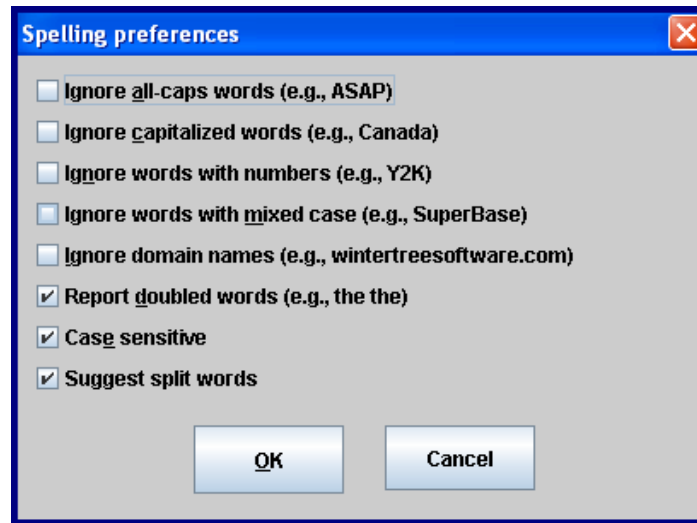 Spelling preferences
Ignore all-caps words (e.g., ASAP)
Ignore capitalized words (e.g., Canada)
Ignore words with numbers (e.g., Y2K)
Ignore words with mixed case (e.g., SuperBase)
Ignore domain names (e.g., wintertreesoftware.com)
Report doubled words (e.g., the the)
Case sensitive
Suggest split words
OK Cancel